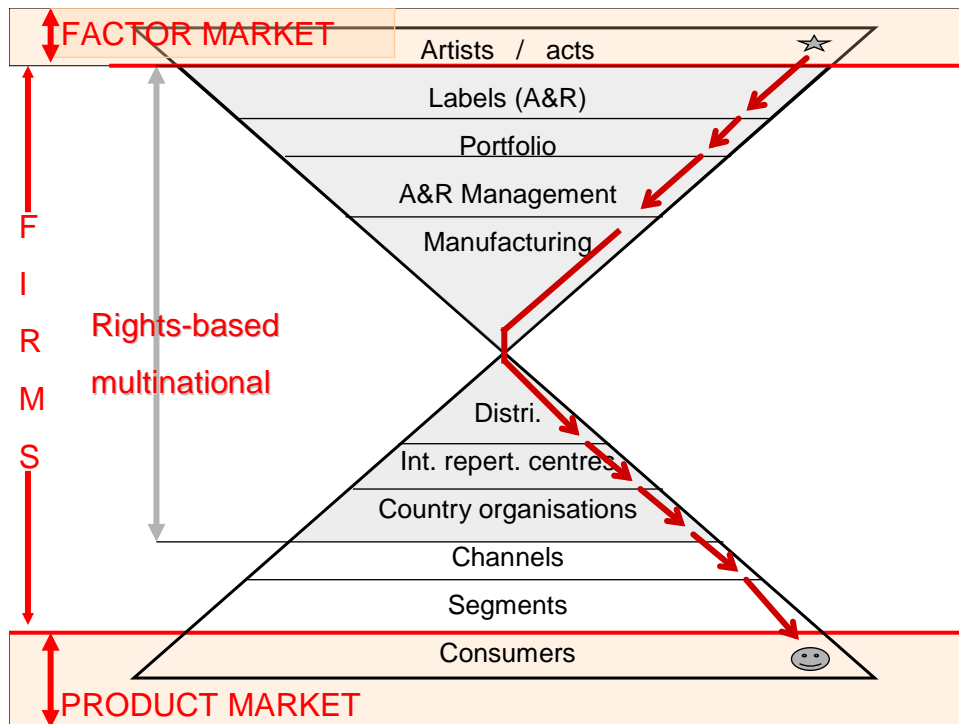 FACTOR MARKET
Artists / acts
Labels (A&R)
Portfolio
A&R Management
Manufacturing
F
I
R
M
S
Rights-based
multinational
Distri.
Int. repert. centres
Country organisations
Channels
Segments
Consumers
PRODUCT MARKET